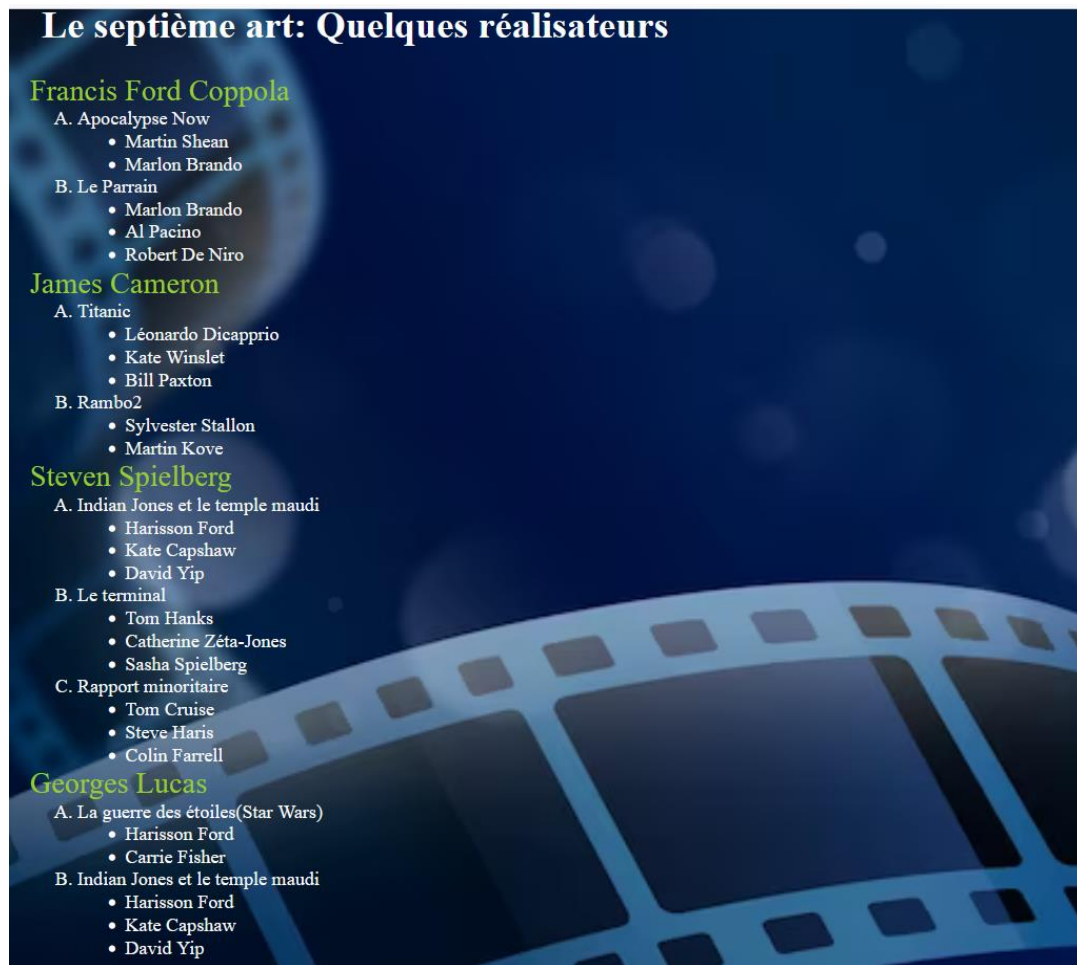 Le septième art: Quelques réalisateurs
Francis Ford Coppola
A. Apocalypse Now
• Martin Shean
• Marlon Brando
B. Le Parrain
• Marlon Brando
• Al Pacino
• Robert De Niro
James Cameron
A. Titanic
• Léonardo Dicapprio
• Kate Winslet
• Bill Paxton
B. Rambo2
• Sylvester Stallon
• Martin Kove
Steven Spielberg
A. Indian Jones et le temple maudi
• Harisson Ford
• Kate Capshaw
• David Yip
B. Le terminal
• Tom Hanks
• Catherine Zéta-Jones
• Sasha Spielberg
C. Rapport minoritaire
• Tom Cruise
• Steve Haris
• Colin Farrell
Georges Lucas
A. La guerre des étoiles(Star Wars)
• Harisson Ford
• Carrie Fisher
B. Indian Jones et le temple maudi
• Harisson Ford
• Kate Capshaw
• David Yip